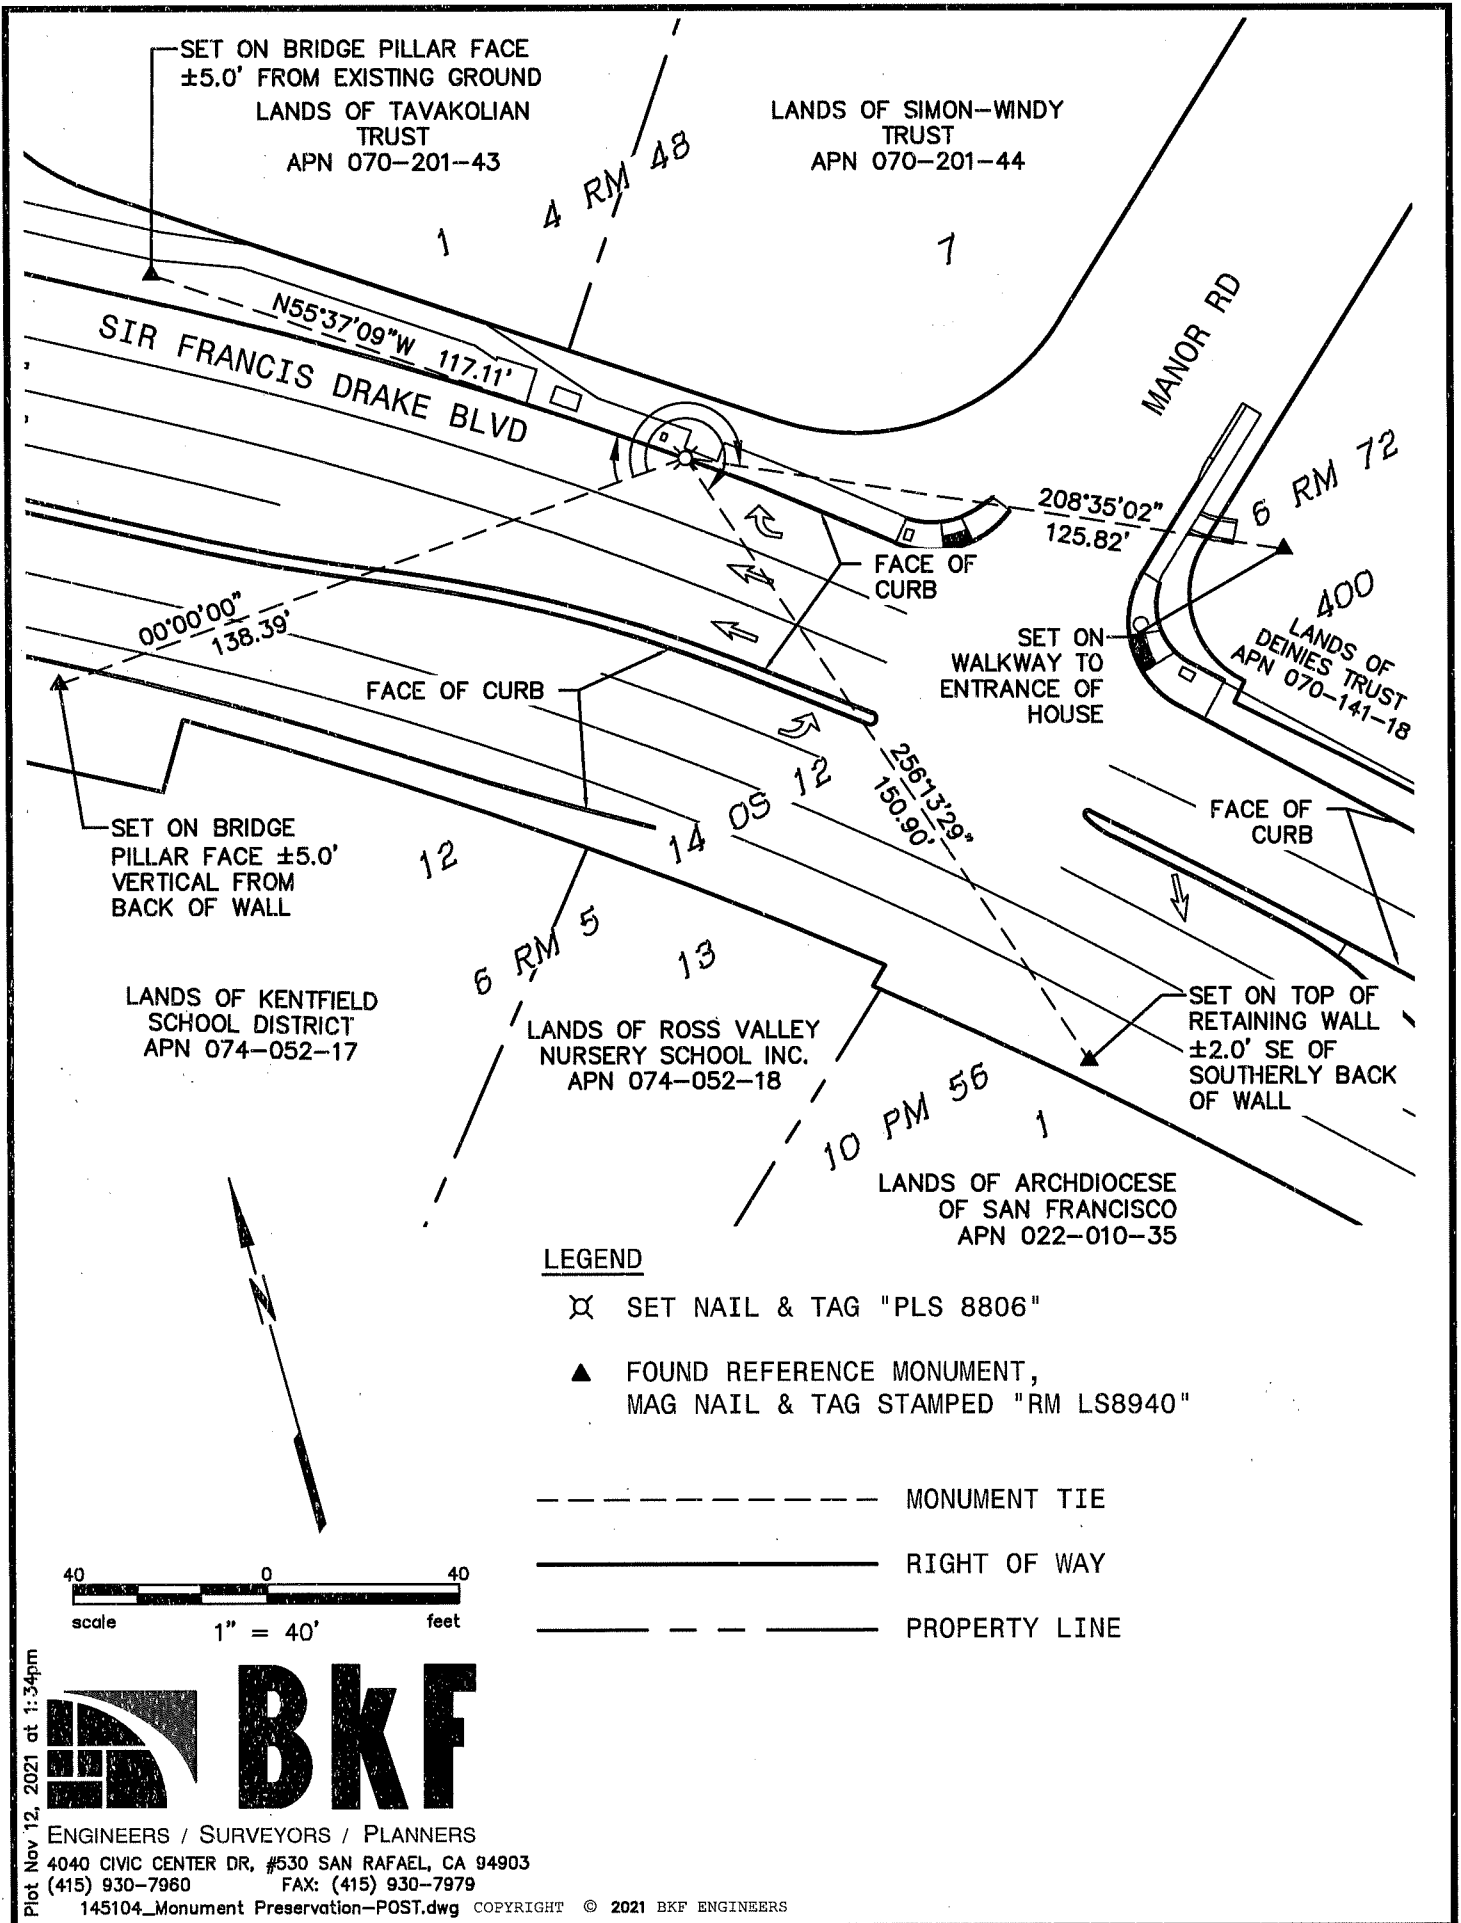 SET ON BRIDGE PILLAR FACE
±5.0' FROM EXISTING GROUND
LANDS OF TAVAKOLIAN
TRUST
APN 070-201-43
LANDS OF SIMON-WINDY
TRUST
APN 070-201-44
4 RM 48
1
7
MANOR RD
N55°37'09"W 117.11'
SIR FRANCIS DRAKE BLVD
208°35'02"
125.82'
6 RM 72
400
LANDS OF
DEINIES TRUST
APN 070-141-18
FACE OF
CURB
00°00'00"
138.39'
SET ON
WALKWAY TO
ENTRANCE OF
HOUSE
FACE OF CURB
256°13'29"
150.90'
14 OS 12
FACE OF
CURB
SET ON BRIDGE
PILLAR FACE ±5.0'
VERTICAL FROM
BACK OF WALL
12
6 RM 5
13
LANDS OF KENTFIELD
SCHOOL DISTRICT
APN 074-052-17
LANDS OF ROSS VALLEY
NURSERY SCHOOL INC.
APN 074-052-18
SET ON TOP OF
RETAINING WALL
±2.0' SE OF
SOUTHERLY BACK
OF WALL
10 PM 56
1
LANDS OF ARCHDIOCESE
OF SAN FRANCISCO
APN 022-010-35
LEGEND
SET NAIL & TAG "PLS 8806"
FOUND REFERENCE MONUMENT,
MAG NAIL & TAG STAMPED "RM LS8940"
MONUMENT TIE
RIGHT OF WAY
PROPERTY LINE
N
40 0 40
scale 1" = 40' feet
BKF
ENGINEERS / SURVEYORS / PLANNERS
4040 CIVIC CENTER DR, #530 SAN RAFAEL, CA 94903
(415) 930-7960 FAX: (415) 930-7979
145104_Monument Preservation-POST.dwg COPYRIGHT © 2021 BKF ENGINEERS
Plot Nov 12, 2021 at 1:34pm